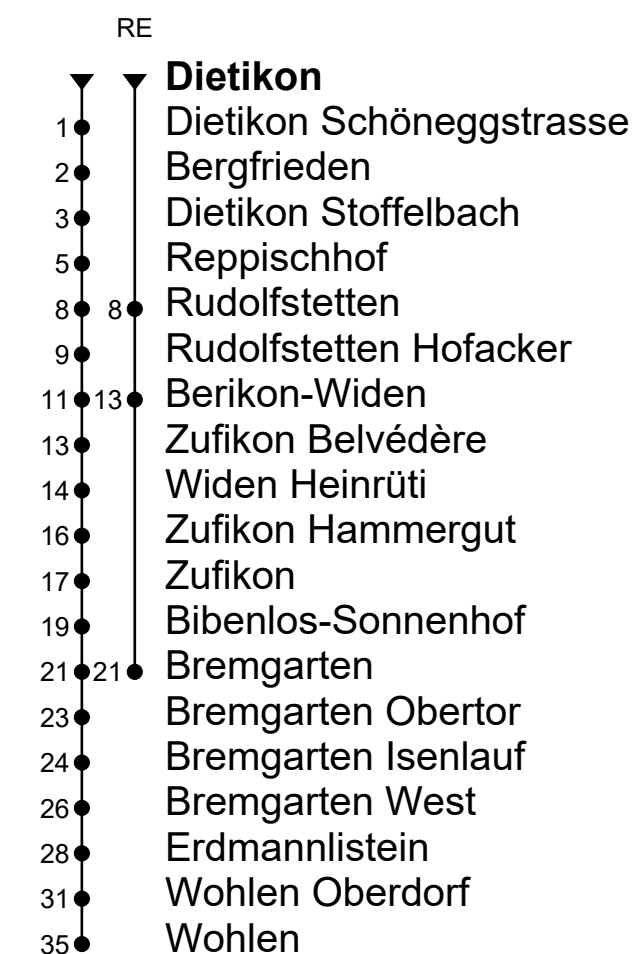 RE
Dietikon
1 Dietikon Schöneggstrasse
2 Bergfrieden
3 Dietikon Stoffelbach
5 Reppischhof
8 8 Rudolfstetten
9 Rudolfstetten Hofacker
11 13 Berikon-Widen
13 Zufikon Belvédère
14 Widen Heinrüti
16 Zufikon Hammergut
17 Zufikon
19 Bibenlos-Sonnenhof
21 21 Bremgarten
23 Bremgarten Obertor
24 Bremgarten Isenlauf
26 Bremgarten West
28 Erdmannlistein
31 Wohlen Oberdorf
35 Wohlen